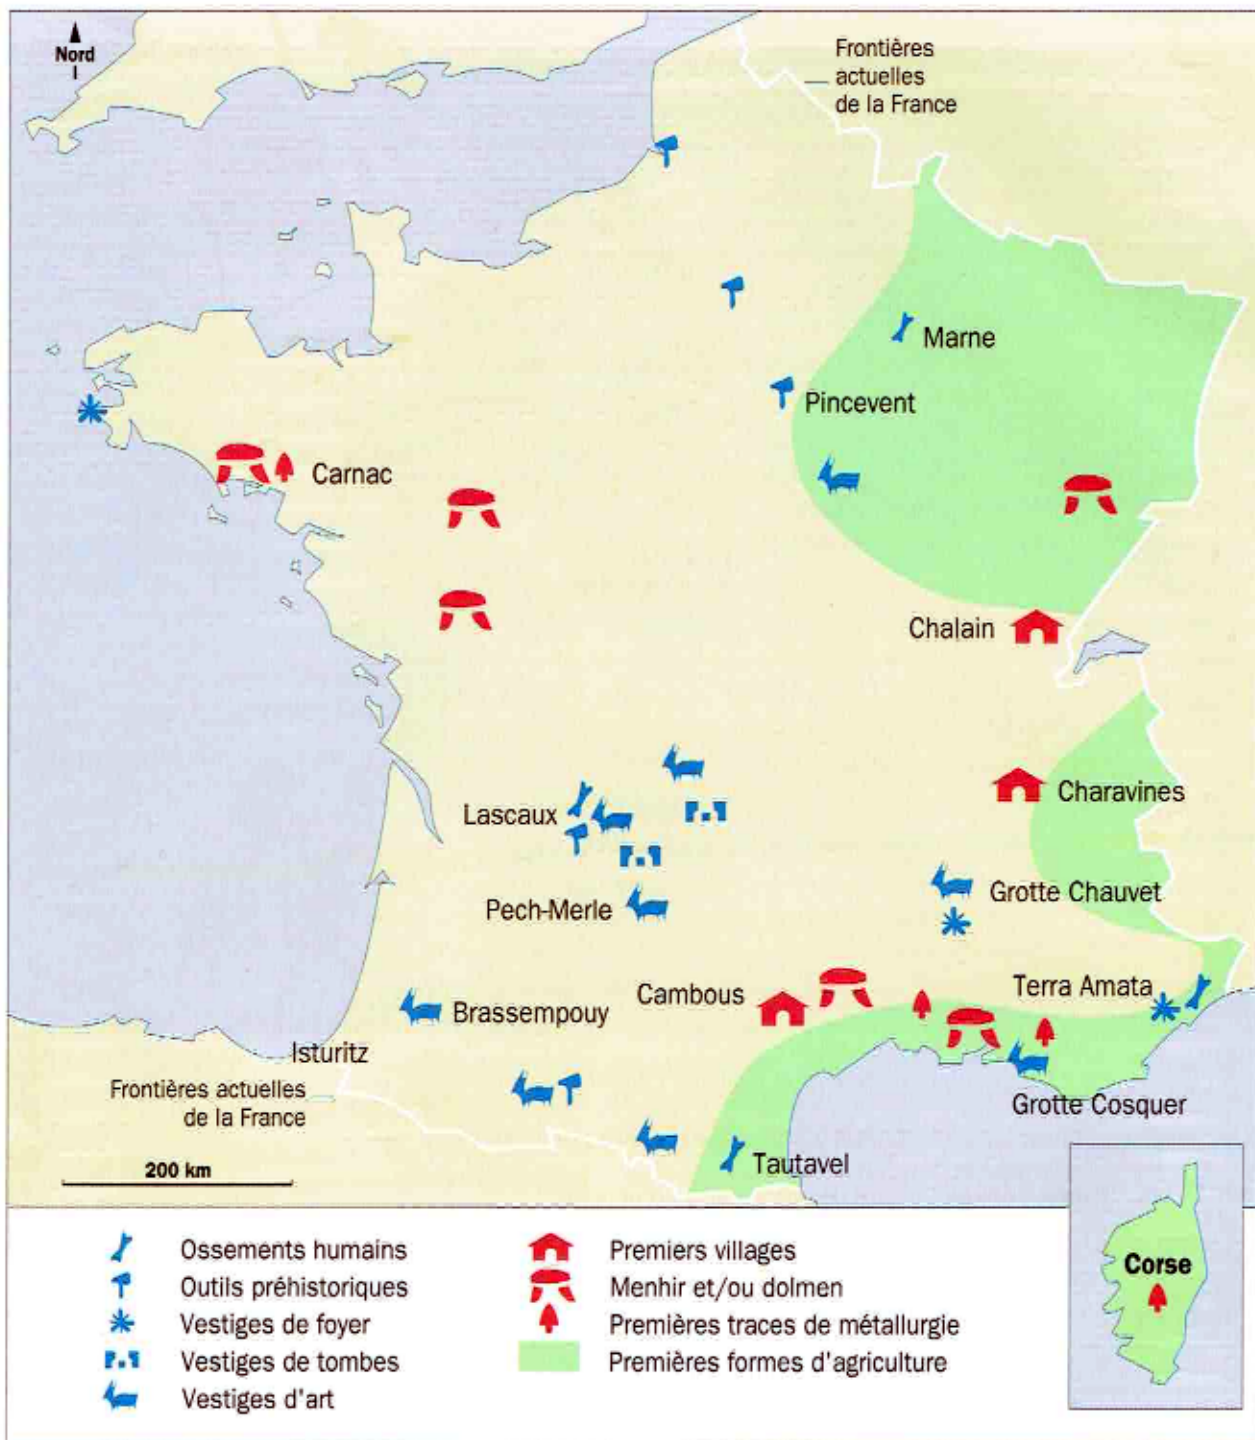 Nord
Frontières
actuelles
de la France
Marne
Pincevent
Carnac
Chalain
Charavines
Lascaux
Grotte Chauvet
Pech-Merle
Terra Amata
Cambous
Brassempouy
Isturitz
Frontières actuelles
de la France
Grotte Cosquer
200 km
Tautavel
Corse
Ossements humains
Outils préhistoriques
Vestiges de foyer
Vestiges de tombes
Vestiges d'art
Premiers villages
Menhir et/ou dolmen
Premières traces de métallurgie
Premières formes d'agriculture